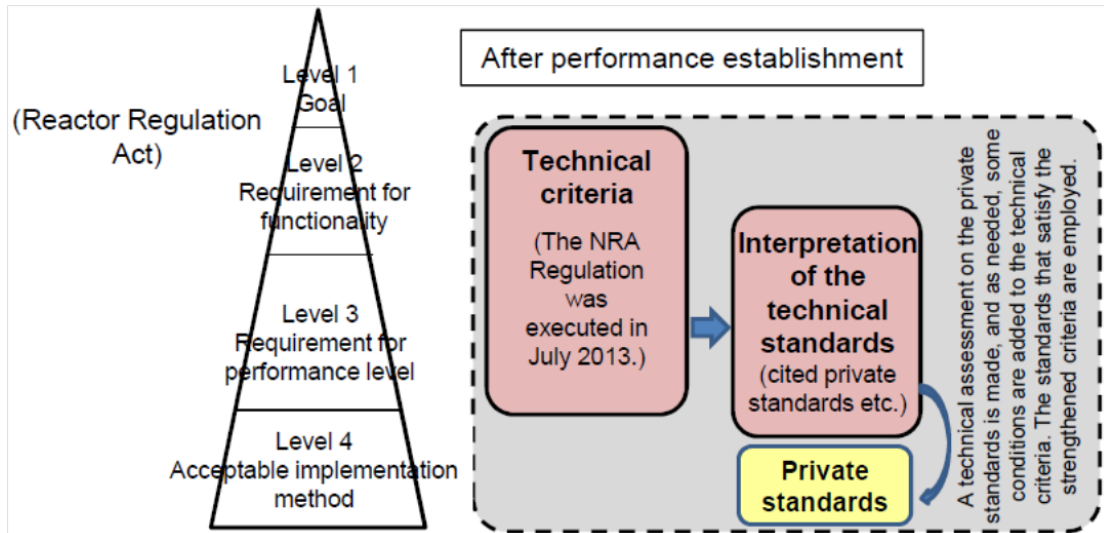 (Reactor Regulation
Act)
Level 1
Goal
Level 2
Requirement for
functionality
Level 3
Requirement for
performance level
Level 4
Acceptable implementation
method
After performance establishment
Technical
criteria
(The NRA
Regulation
was
executed in
July 2013.)
Interpretation
of the
technical
standards
(cited private
standards etc.)
Private
standards
A technical assessment on the private
standards is made, and as needed, some
conditions are added to the technical
criteria. The standards that satisfy the
strengthened criteria are employed.